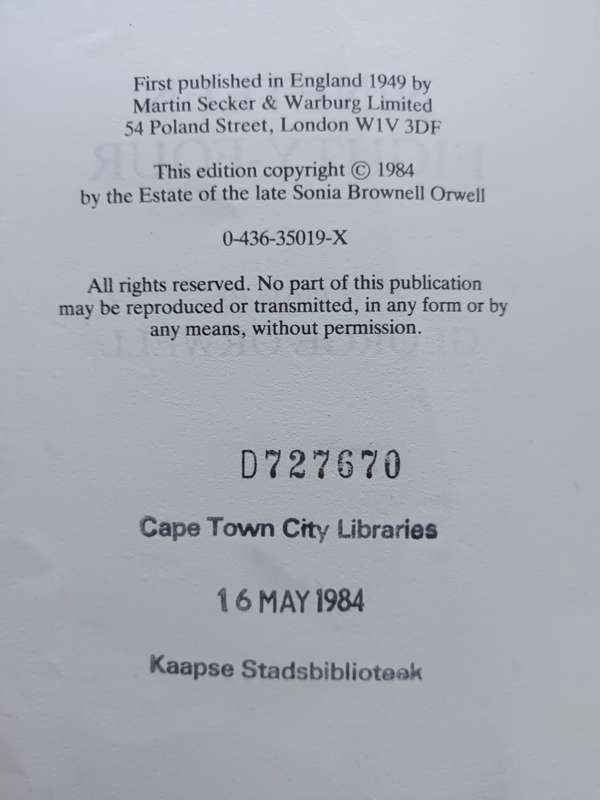 First published in England 1949 by
Martin Secker & Warburg Limited
54 Poland Street, London W1V 3DF
This edition copyright © 1984
by the Estate of the late Sonia Brownell Orwell
0-436-35019-X
All rights reserved. No part of this publication
may be reproduced or transmitted, in any form or by
any means, without permission.
D727670
Cape Town City Libraries
16 MAY 1984
Kaapse Stadsbiblioteek